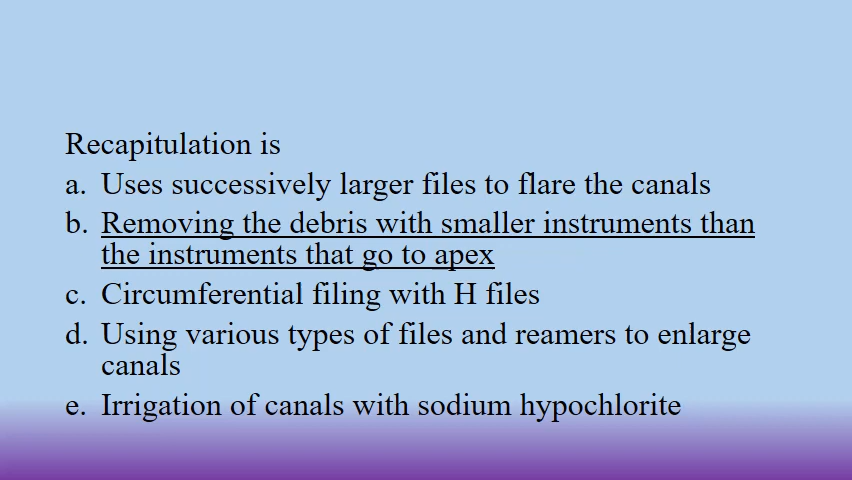 Recapitulation is
a. Uses successively larger files to flare the canals
b. Removing the debris with smaller instruments than
the instruments that go to apex
c. Circumferential filing with H files
d. Using various types of files and reamers to enlarge
canals
e. Irrigation of canals with sodium hypochlorite